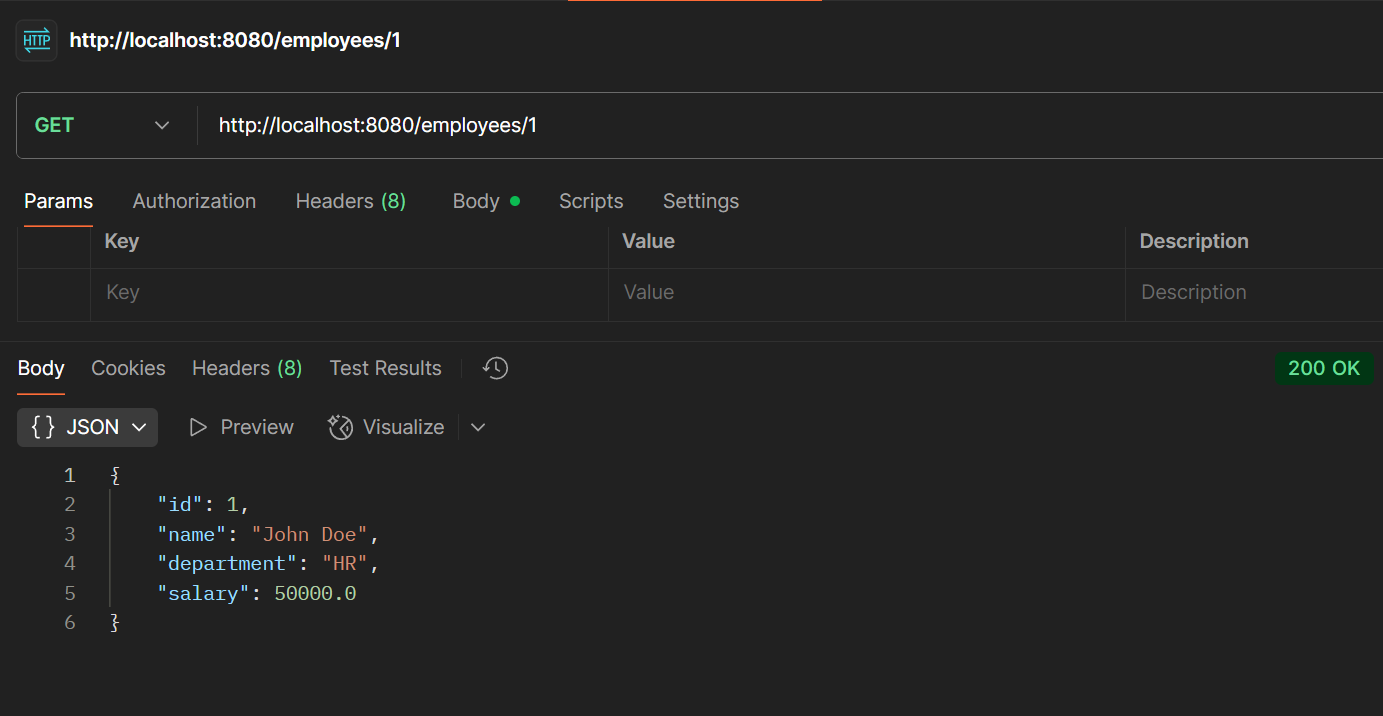 HTTP http://localhost:8080/employees/1
GET http://localhost:8080/employees/1
Params Authorization Headers (8) Body Scripts Settings
Key Value Description
Key Value Description
Body Cookies Headers (8) Test Results 200 OK
{ } JSON Preview Visualize
1 {
2 "id": 1,
3 "name": "John Doe",
4 "department": "HR",
5 "salary": 50000.0
6 }